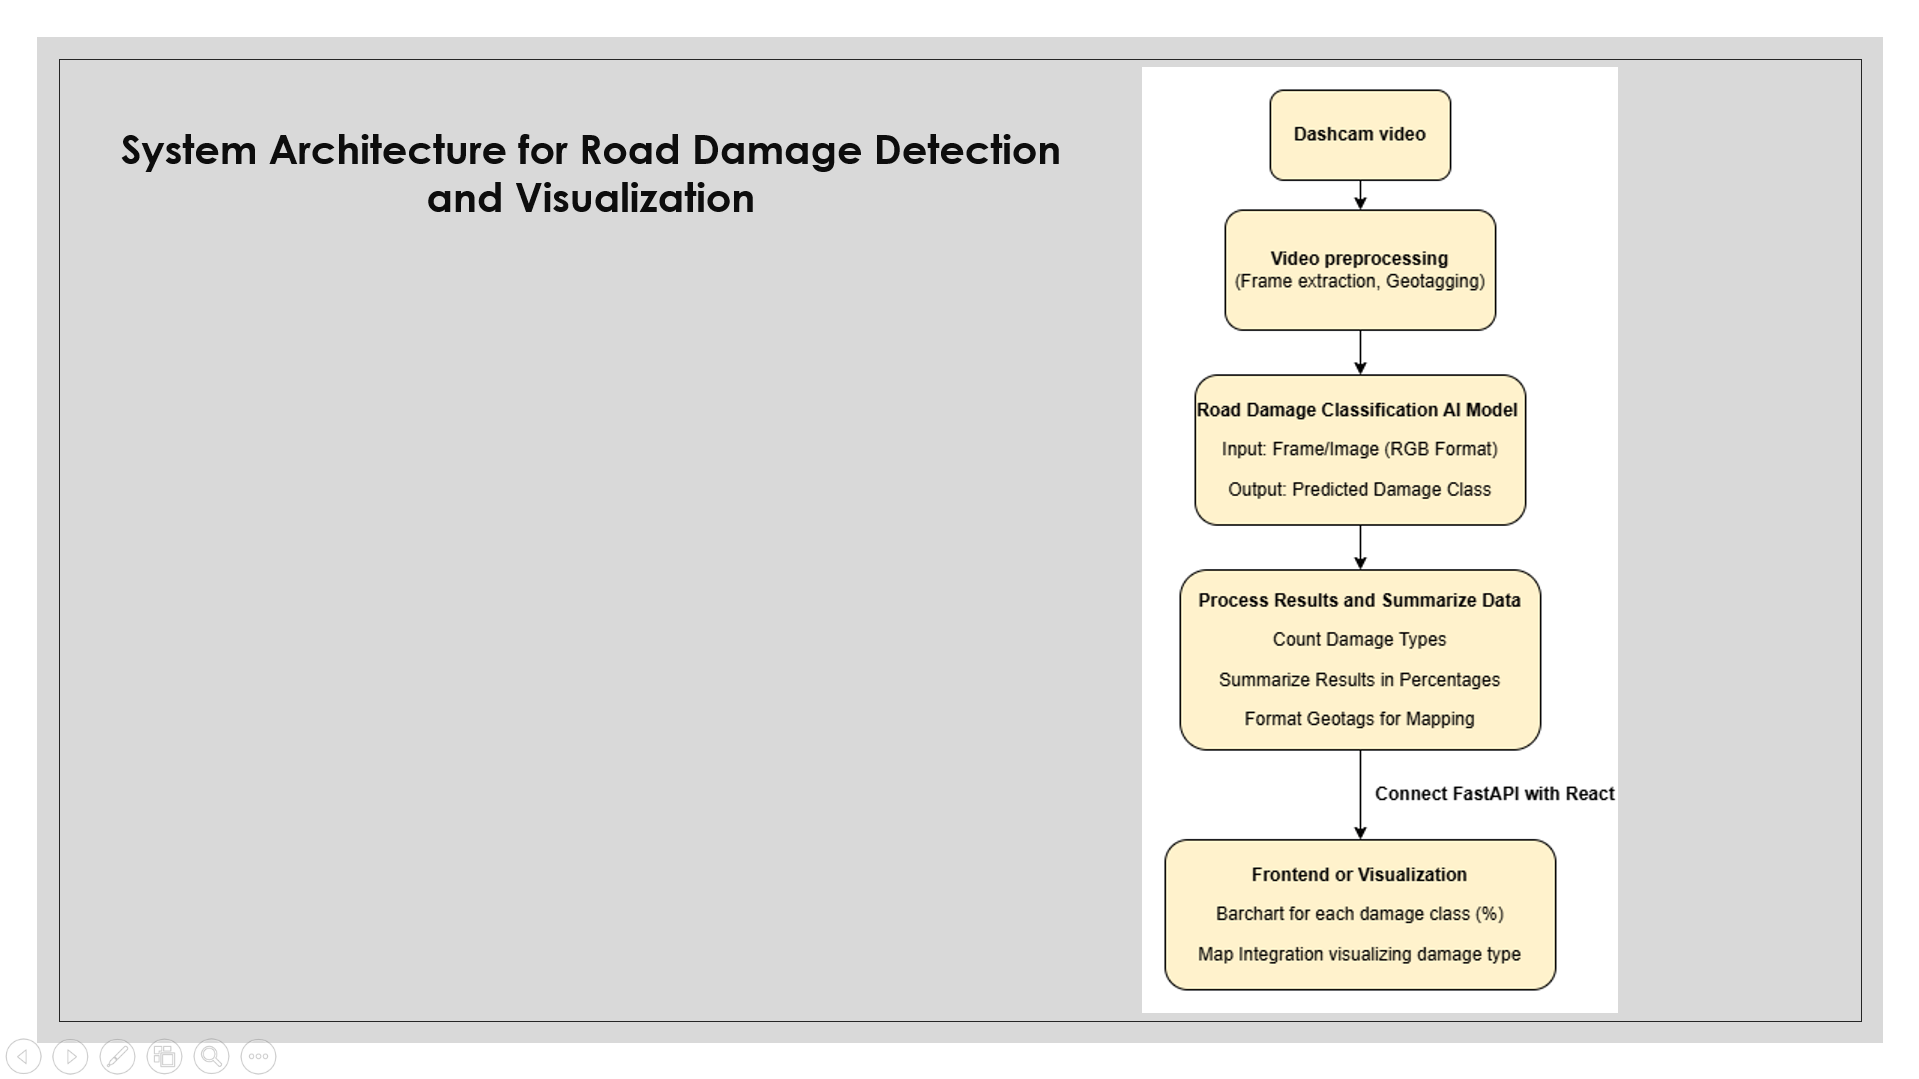 System Architecture for Road Damage Detection
and Visualization
Dashcam video
Video preprocessing
(Frame extraction, Geotagging)
Road Damage Classification AI Model
Input: Frame/Image (RGB Format)
Output: Predicted Damage Class
Process Results and Summarize Data
Count Damage Types
Summarize Results in Percentages
Format Geotags for Mapping
Connect FastAPI with React
Frontend or Visualization
Barchart for each damage class (%)
Map Integration visualizing damage type